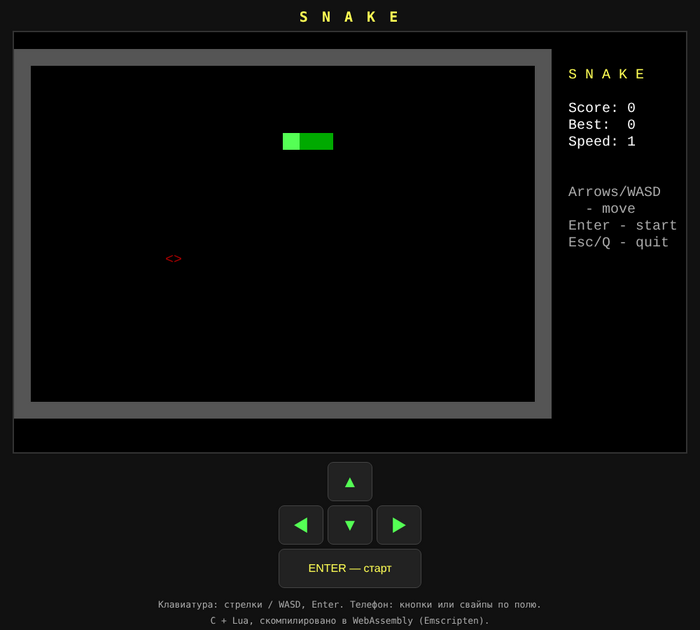 S N A K E
S N A K E
Score: 0
Best:  0
Speed: 1
Arrows/WASD
- move
Enter - start
Esc/Q - quit
<>
▲
◀ ▼ ▶
ENTER — старт
Клавиатура: стрелки / WASD, Enter. Телефон: кнопки или свайпы по полю.
C + Lua, скомпилировано в WebAssembly (Emscripten).